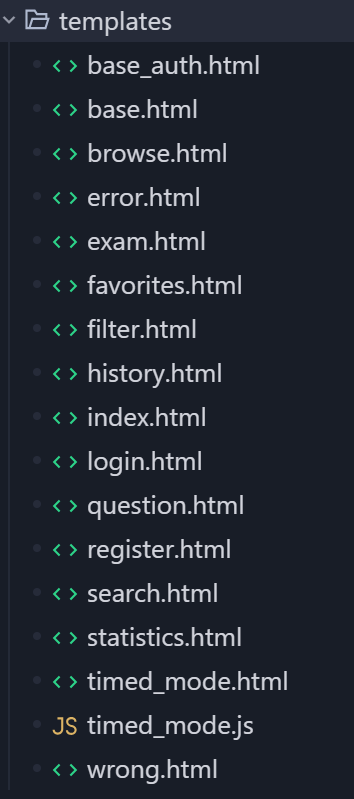 templates
base_auth.html
base.html
browse.html
error.html
exam.html
favorites.html
filter.html
history.html
index.html
login.html
question.html
register.html
search.html
statistics.html
timed_mode.html
JS timed_mode.js
wrong.html